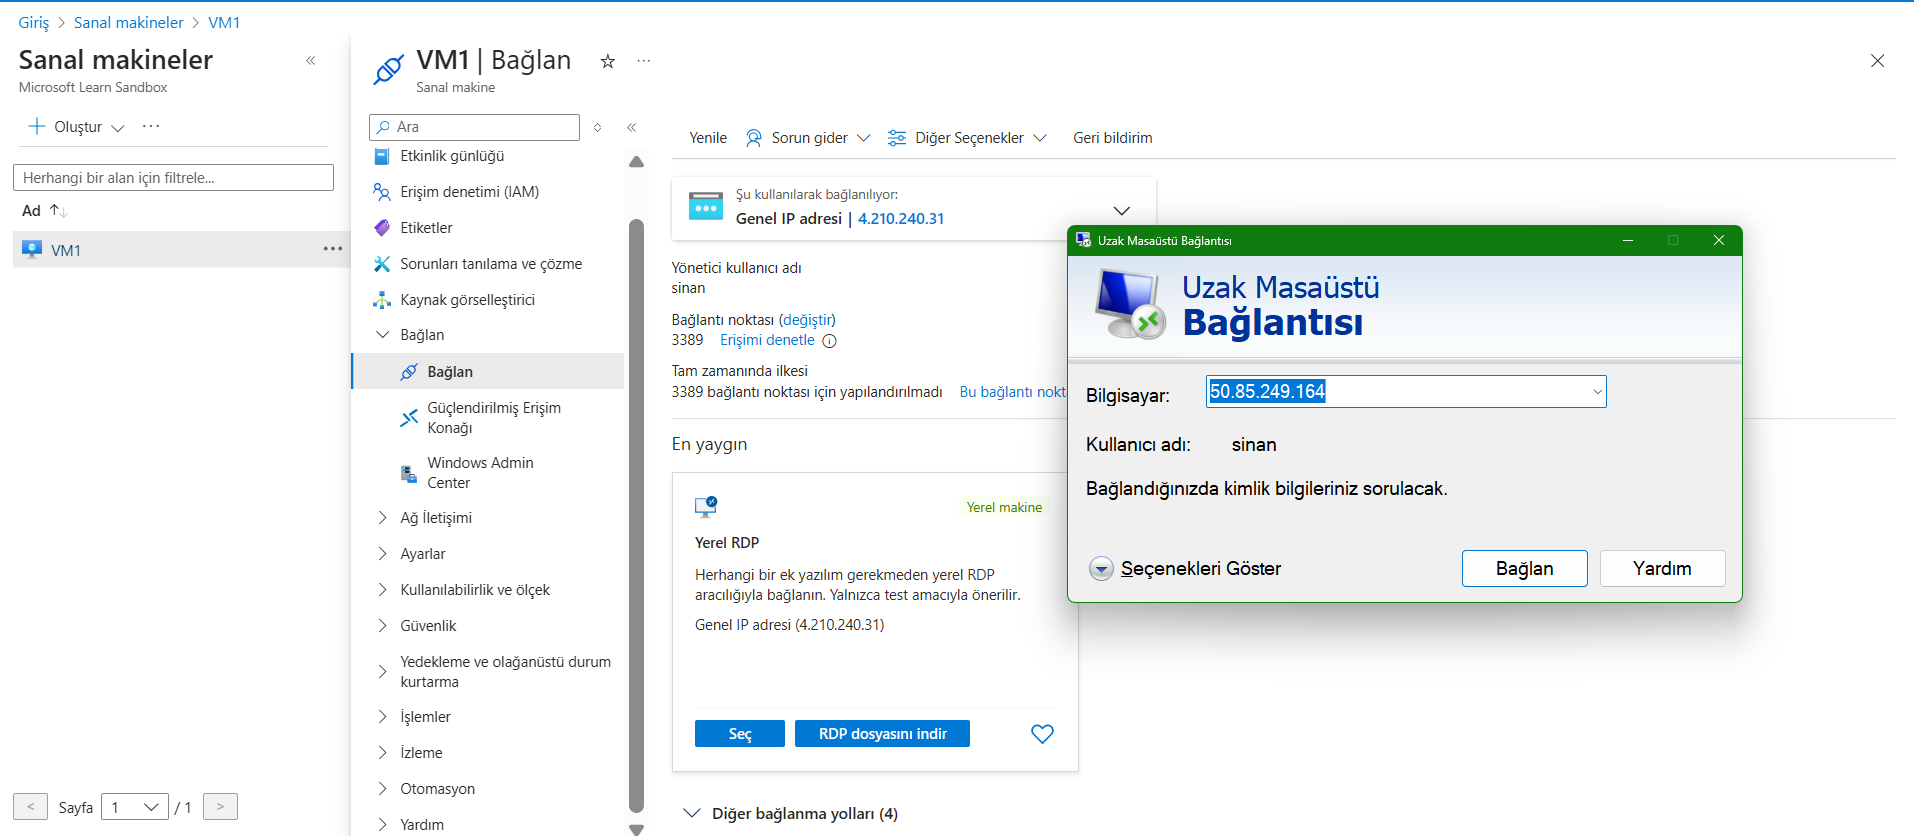 Giriş > Sanal makineler > VM1
Sanal makineler
Microsoft Learn Sandbox
Oluştur
Herhangi bir alan için filtrele...
Ad
VM1
Sayfa 1 / 1
VM1 | Bağlan
Sanal makine
Ara
Etkinlik günlüğü
Erişim denetimi (IAM)
Etiketler
Sorunları tanılama ve çözme
Kaynak görselleştirici
Bağlan
Bağlan
Güçlendirilmiş Erişim
Konağı
Windows Admin
Center
Ağ İletişimi
Ayarlar
Kullanılabilirlik ve ölçek
Güvenlik
Yedekleme ve olağanüstü durum
kurtarma
İşlemler
İzleme
Otomasyon
Yardım
Yenile
Sorun gider
Diğer Seçenekler
Geri bildirim
Şu kullanılarak bağlanılıyor:
Genel IP adresi | 4.210.240.31
Yönetici kullanıcı adı
sinan
Bağlantı noktası (değiştir)
3389 Erişimi denetle
Tam zamanında ilkesi
3389 bağlantı noktası için yapılandırılmadı Bu bağlantı nokt
En yaygın
Yerel makine
Yerel RDP
Herhangi bir ek yazılım gerekmeden yerel RDP
aracılığıyla bağlanın. Yalnızca test amacıyla önerilir.
Genel IP adresi (4.210.240.31)
Seç
RDP dosyasını indir
Diğer bağlanma yolları (4)
Uzak Masaüstü Bağlantısı
Uzak Masaüstü
Bağlantısı
Bilgisayar: 50.85.249.164
Kullanıcı adı: sinan
Bağlandığınızda kimlik bilgileriniz sorulacak.
Seçenekleri Göster
Bağlan
Yardım